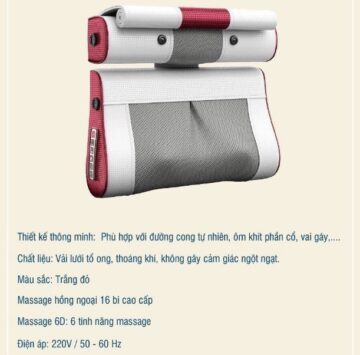 Thiết kế thông minh: Phù hợp với đường cong tự nhiên, ôm khít phần cổ, vai gáy,....
Chất liệu: Vải lưới tổ ong, thoáng khí, không gây cảm giác ngột ngạt.
Màu sắc: Trắng đỏ
Massage hồng ngoại 16 bi cao cấp
Massage 6D: 6 tính năng massage
Điện áp: 220V / 50 - 60 Hz